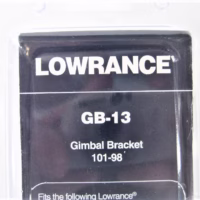 LOWRANCE®
GB-13
Gimbal Bracket
101-98
Fits the following Lowrance®